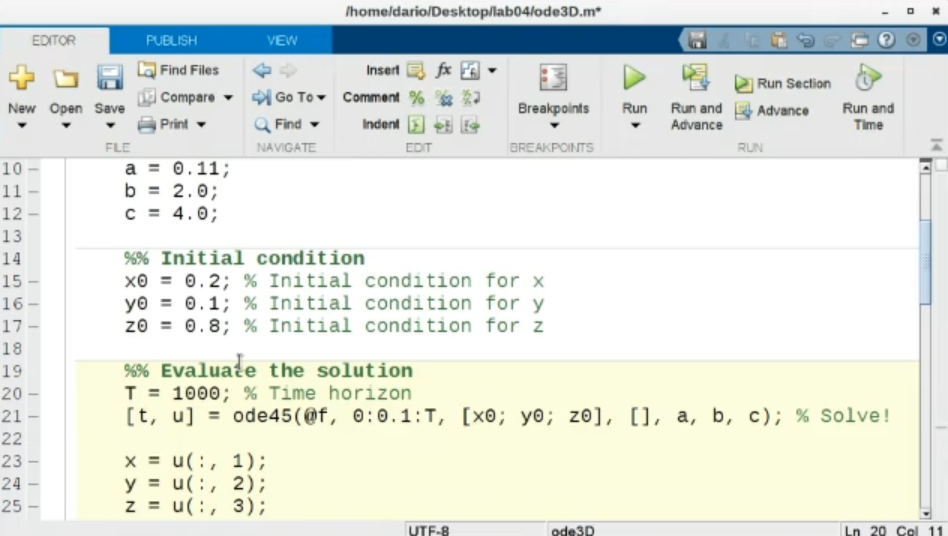 /home/dario/Desktop/lab04/ode3D.m*
EDITOR PUBLISH VIEW
New Open Save Find Files Compare Print
Go To Find
Insert fx Comment % Indent
Breakpoints
Run Run and Advance Run Section Advance Run and Time
FILE NAVIGATE EDIT BREAKPOINTS RUN
10 a = 0.11;
11 b = 2.0;
12 c = 4.0;
13
14 %% Initial condition
15 x0 = 0.2; % Initial condition for x
16 y0 = 0.1; % Initial condition for y
17 z0 = 0.8; % Initial condition for z
18
19 %% Evaluate the solution
20 T = 1000; % Time horizon
21 [t, u] = ode45(@f, 0:0.1:T, [x0; y0; z0], [], a, b, c); % Solve!
22
23 x = u(:, 1);
24 y = u(:, 2);
25 z = u(:, 3);
UTF-8 ode3D Ln 20 Col 11